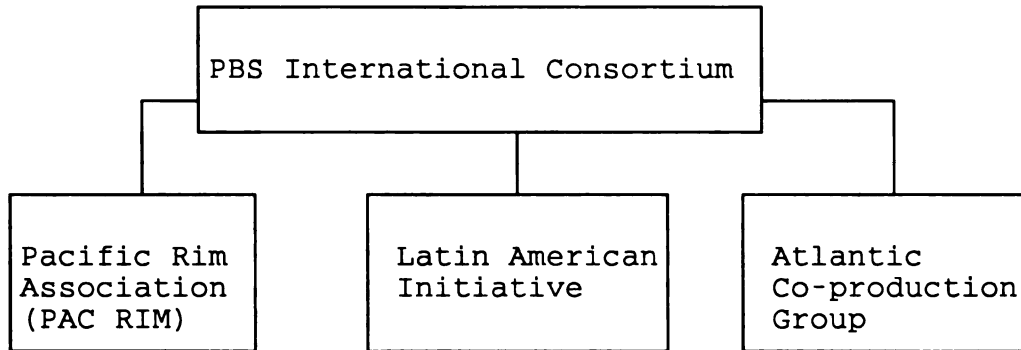 PBS International Consortium
Pacific Rim
Association
(PAC RIM)
Latin American
Initiative
Atlantic
Co-production
Group